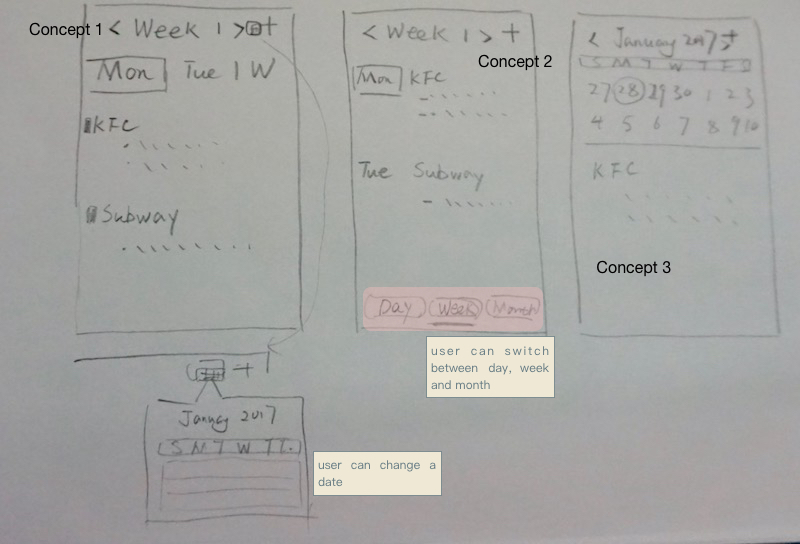 Concept 1
< Week 1 > +
Mon Tue | W
KFC
Subway
January 2017
S M T W T F.
user can change a
date
Concept 2
< Week 1 > +
Mon KFC
Tue Subway
Day Week Month
user can switch
between day, week
and month
Concept 3
< January 2017 > +
S M T W T F S
27 28 29 30 1 2 3
4 5 6 7 8 9 10
KFC